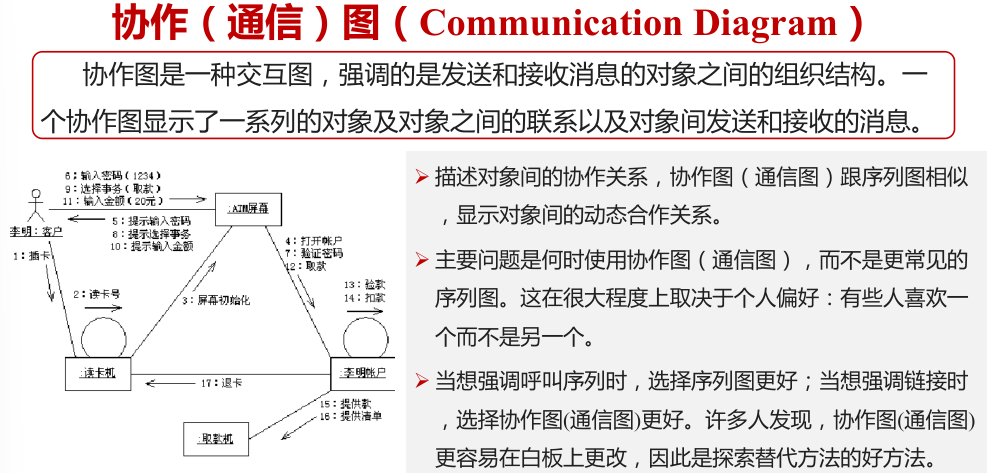 协作（通信）图（Communication Diagram）
协作图是一种交互图，强调的是发送和接收消息的对象之间的组织结构。一
个协作图显示了一系列的对象及对象之间的联系以及对象间发送和接收的消息。
6：输入密码（1234）
9：选择事务（取款）
11：输入金额（20元）
:ATM屏幕
5：提示输入密码
8：提示选择事务
10：提示输入金额
李明：客户
1：插卡
4：打开帐户
7：验证密码
12：取款
2：读卡号
3：屏幕初始化
13：验款
14：扣款
:读卡机
17：退卡
:李明帐户
15：提供款
16：提供清单
:取款机
描述对象间的协作关系，协作图（通信图）跟序列图相似
，显示对象间的动态合作关系。
主要问题是何时使用协作图（通信图），而不是更常见的
序列图。这在很大程度上取决于个人偏好：有些人喜欢一
个而不是另一个。
当想强调呼叫序列时，选择序列图更好；当想强调链接时
，选择协作图(通信图)更好。许多人发现，协作图(通信图)
更容易在白板上更改，因此是探索替代方法的好方法。